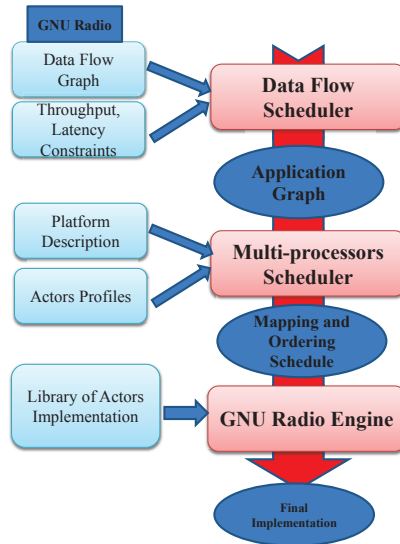 GNU Radio
Data Flow
Graph
Throughput,
Latency
Constraints
Data Flow
Scheduler
Application
Graph
Platform
Description
Actors Profiles
Multi-processors
Scheduler
Mapping and
Ordering
Schedule
Library of Actors
Implementation
GNU Radio Engine
Final
Implementation